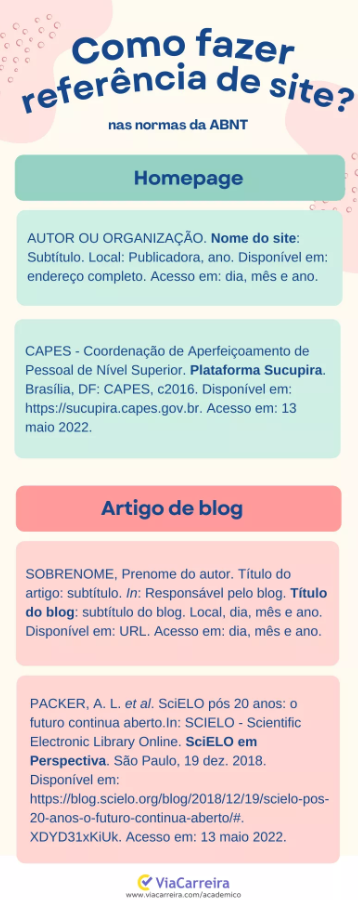 Como fazer
referência de site?
nas normas da ABNT
Homepage
AUTOR OU ORGANIZAÇÃO. Nome do site:
Subtítulo. Local: Publicadora, ano. Disponível em:
endereço completo. Acesso em: dia, mês e ano.
CAPES - Coordenação de Aperfeiçoamento de
Pessoal de Nível Superior. Plataforma Sucupira.
Brasília, DF: CAPES, c2016. Disponível em:
https://sucupira.capes.gov.br. Acesso em: 13
maio 2022.
Artigo de blog
SOBRENOME, Prenome do autor. Título do
artigo: subtítulo. In: Responsável pelo blog. Título
do blog: subtítulo do blog. Local, dia, mês e ano.
Disponível em: URL. Acesso em: dia, mês e ano.
PACKER, A. L. et al. SciELO pós 20 anos: o
futuro continua aberto.In: SCIELO - Scientific
Electronic Library Online. SciELO em
Perspectiva. São Paulo, 19 dez. 2018.
Disponível em:
https://blog.scielo.org/blog/2018/12/19/scielo-pos-
20-anos-o-futuro-continua-aberto/#.
XDYD31xKiUk. Acesso em: 13 maio 2022.
ViaCarreira
www.viacarreira.com/academico